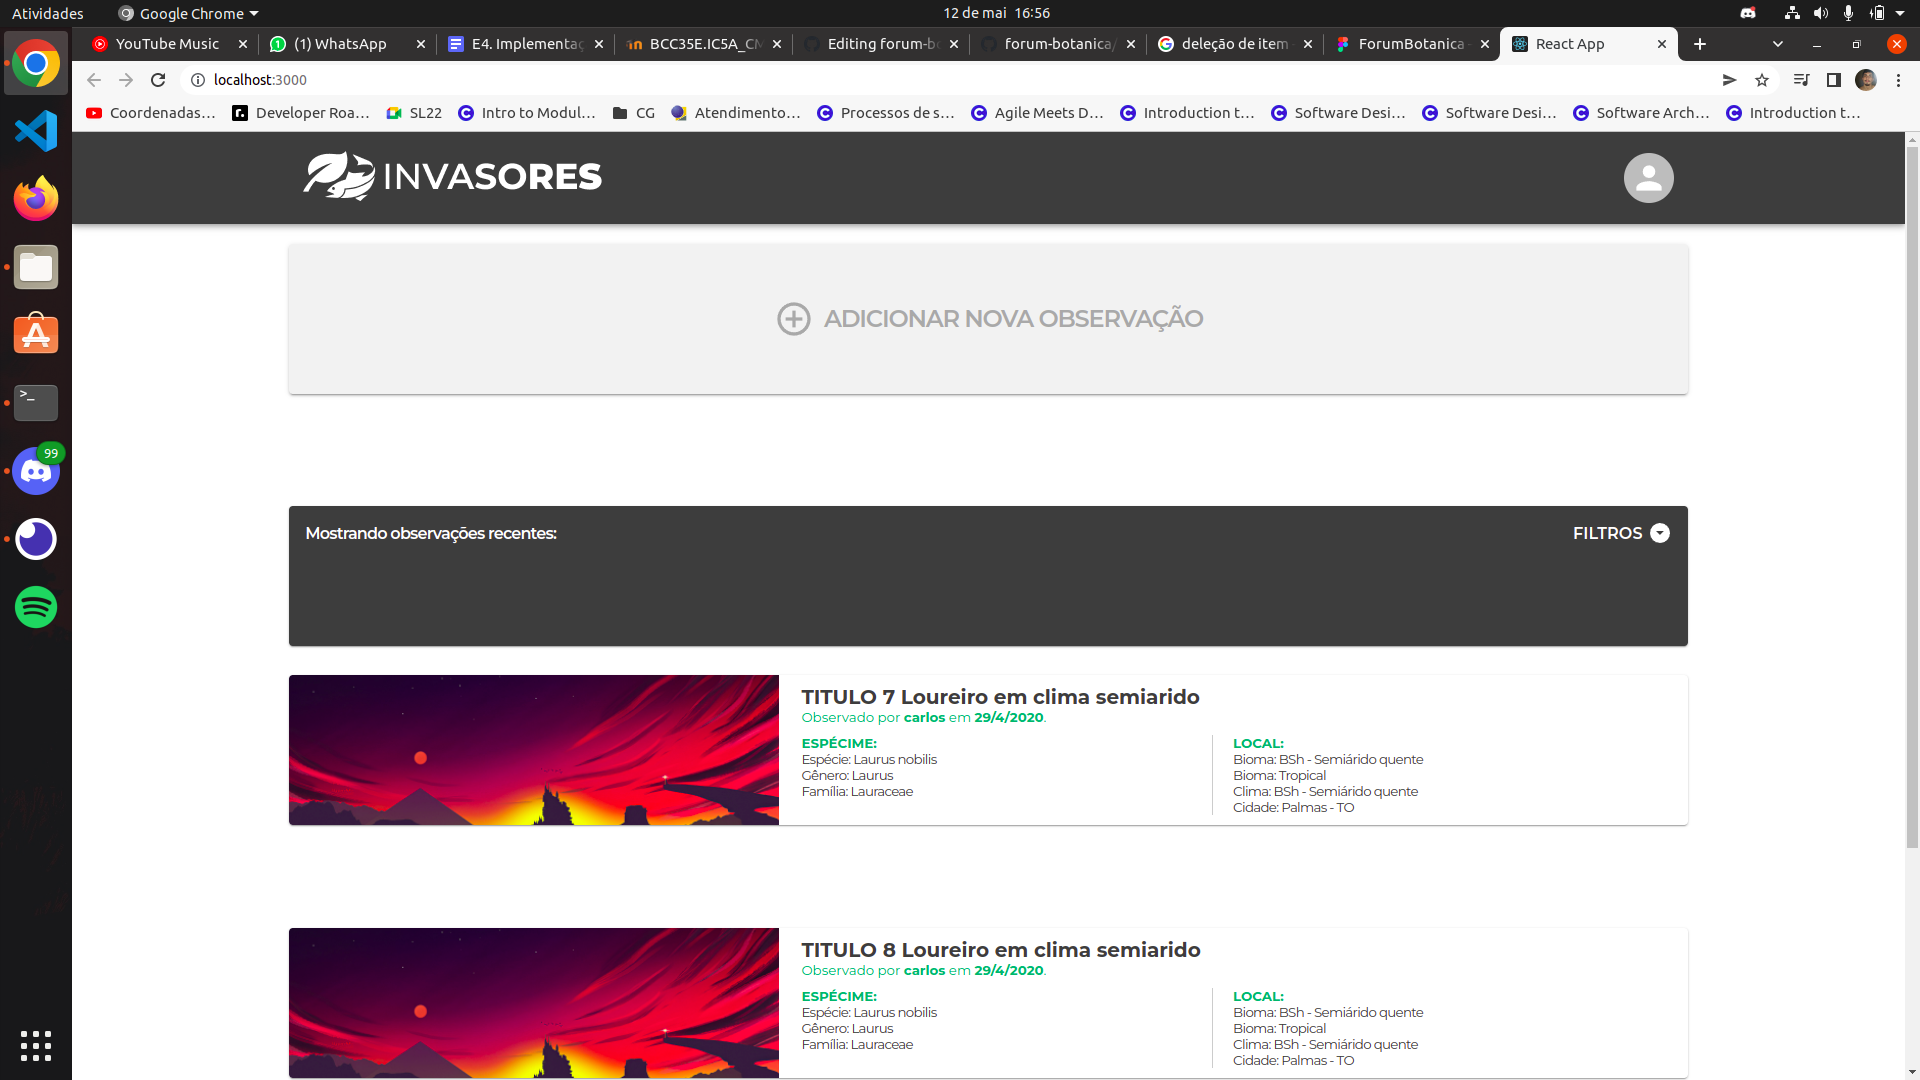 Atividades
Google Chrome
12 de mai 16:56
YouTube Music
(1) WhatsApp
E4. Implementaç
BCC35E.IC5A_CM
Editing forum-bo
forum-botanica/
deleção de item
ForumBotanica
React App
localhost:3000
Coordenadas...
Developer Roa...
SL22
Intro to Modul...
CG
Atendimento...
Processos de s...
Agile Meets D...
Introduction t...
Software Desi...
Software Desi...
Software Arch...
Introduction t...
99
INVASORES
ADICIONAR NOVA OBSERVAÇÃO
Mostrando observações recentes:
FILTROS
TITULO 7 Loureiro em clima semiarido
Observado por carlos em 29/4/2020.
ESPÉCIME:
Espécie: Laurus nobilis
Gênero: Laurus
Família: Lauraceae
LOCAL:
Bioma: BSh - Semiárido quente
Bioma: Tropical
Clima: BSh - Semiárido quente
Cidade: Palmas - TO
TITULO 8 Loureiro em clima semiarido
Observado por carlos em 29/4/2020.
ESPÉCIME:
Espécie: Laurus nobilis
Gênero: Laurus
Família: Lauraceae
LOCAL:
Bioma: BSh - Semiárido quente
Bioma: Tropical
Clima: BSh - Semiárido quente
Cidade: Palmas - TO